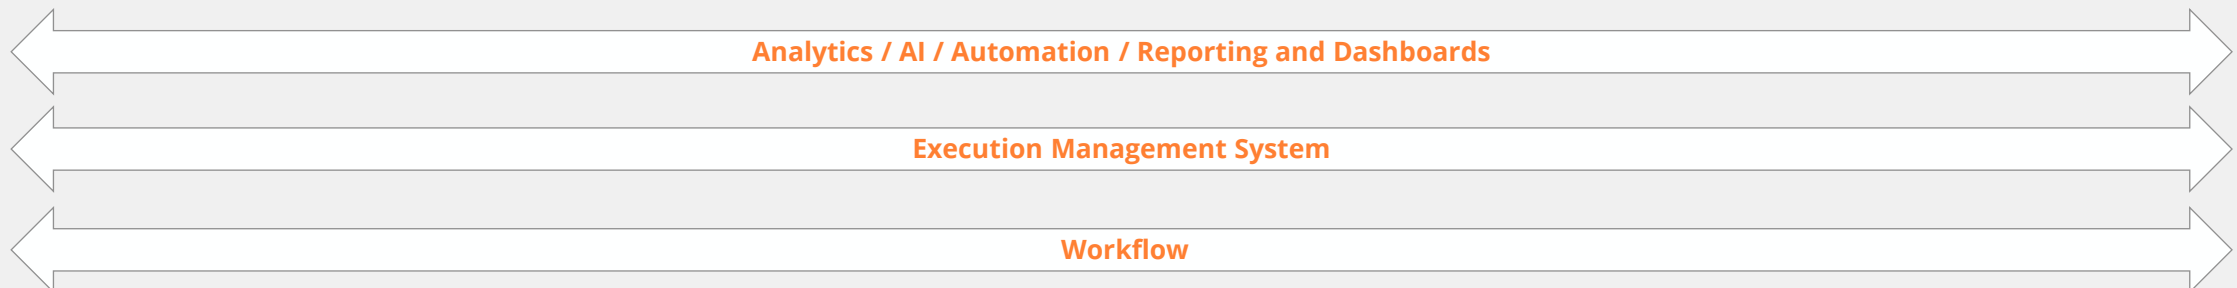 Analytics / AI / Automation / Reporting and Dashboards
Execution Management System
Workflow